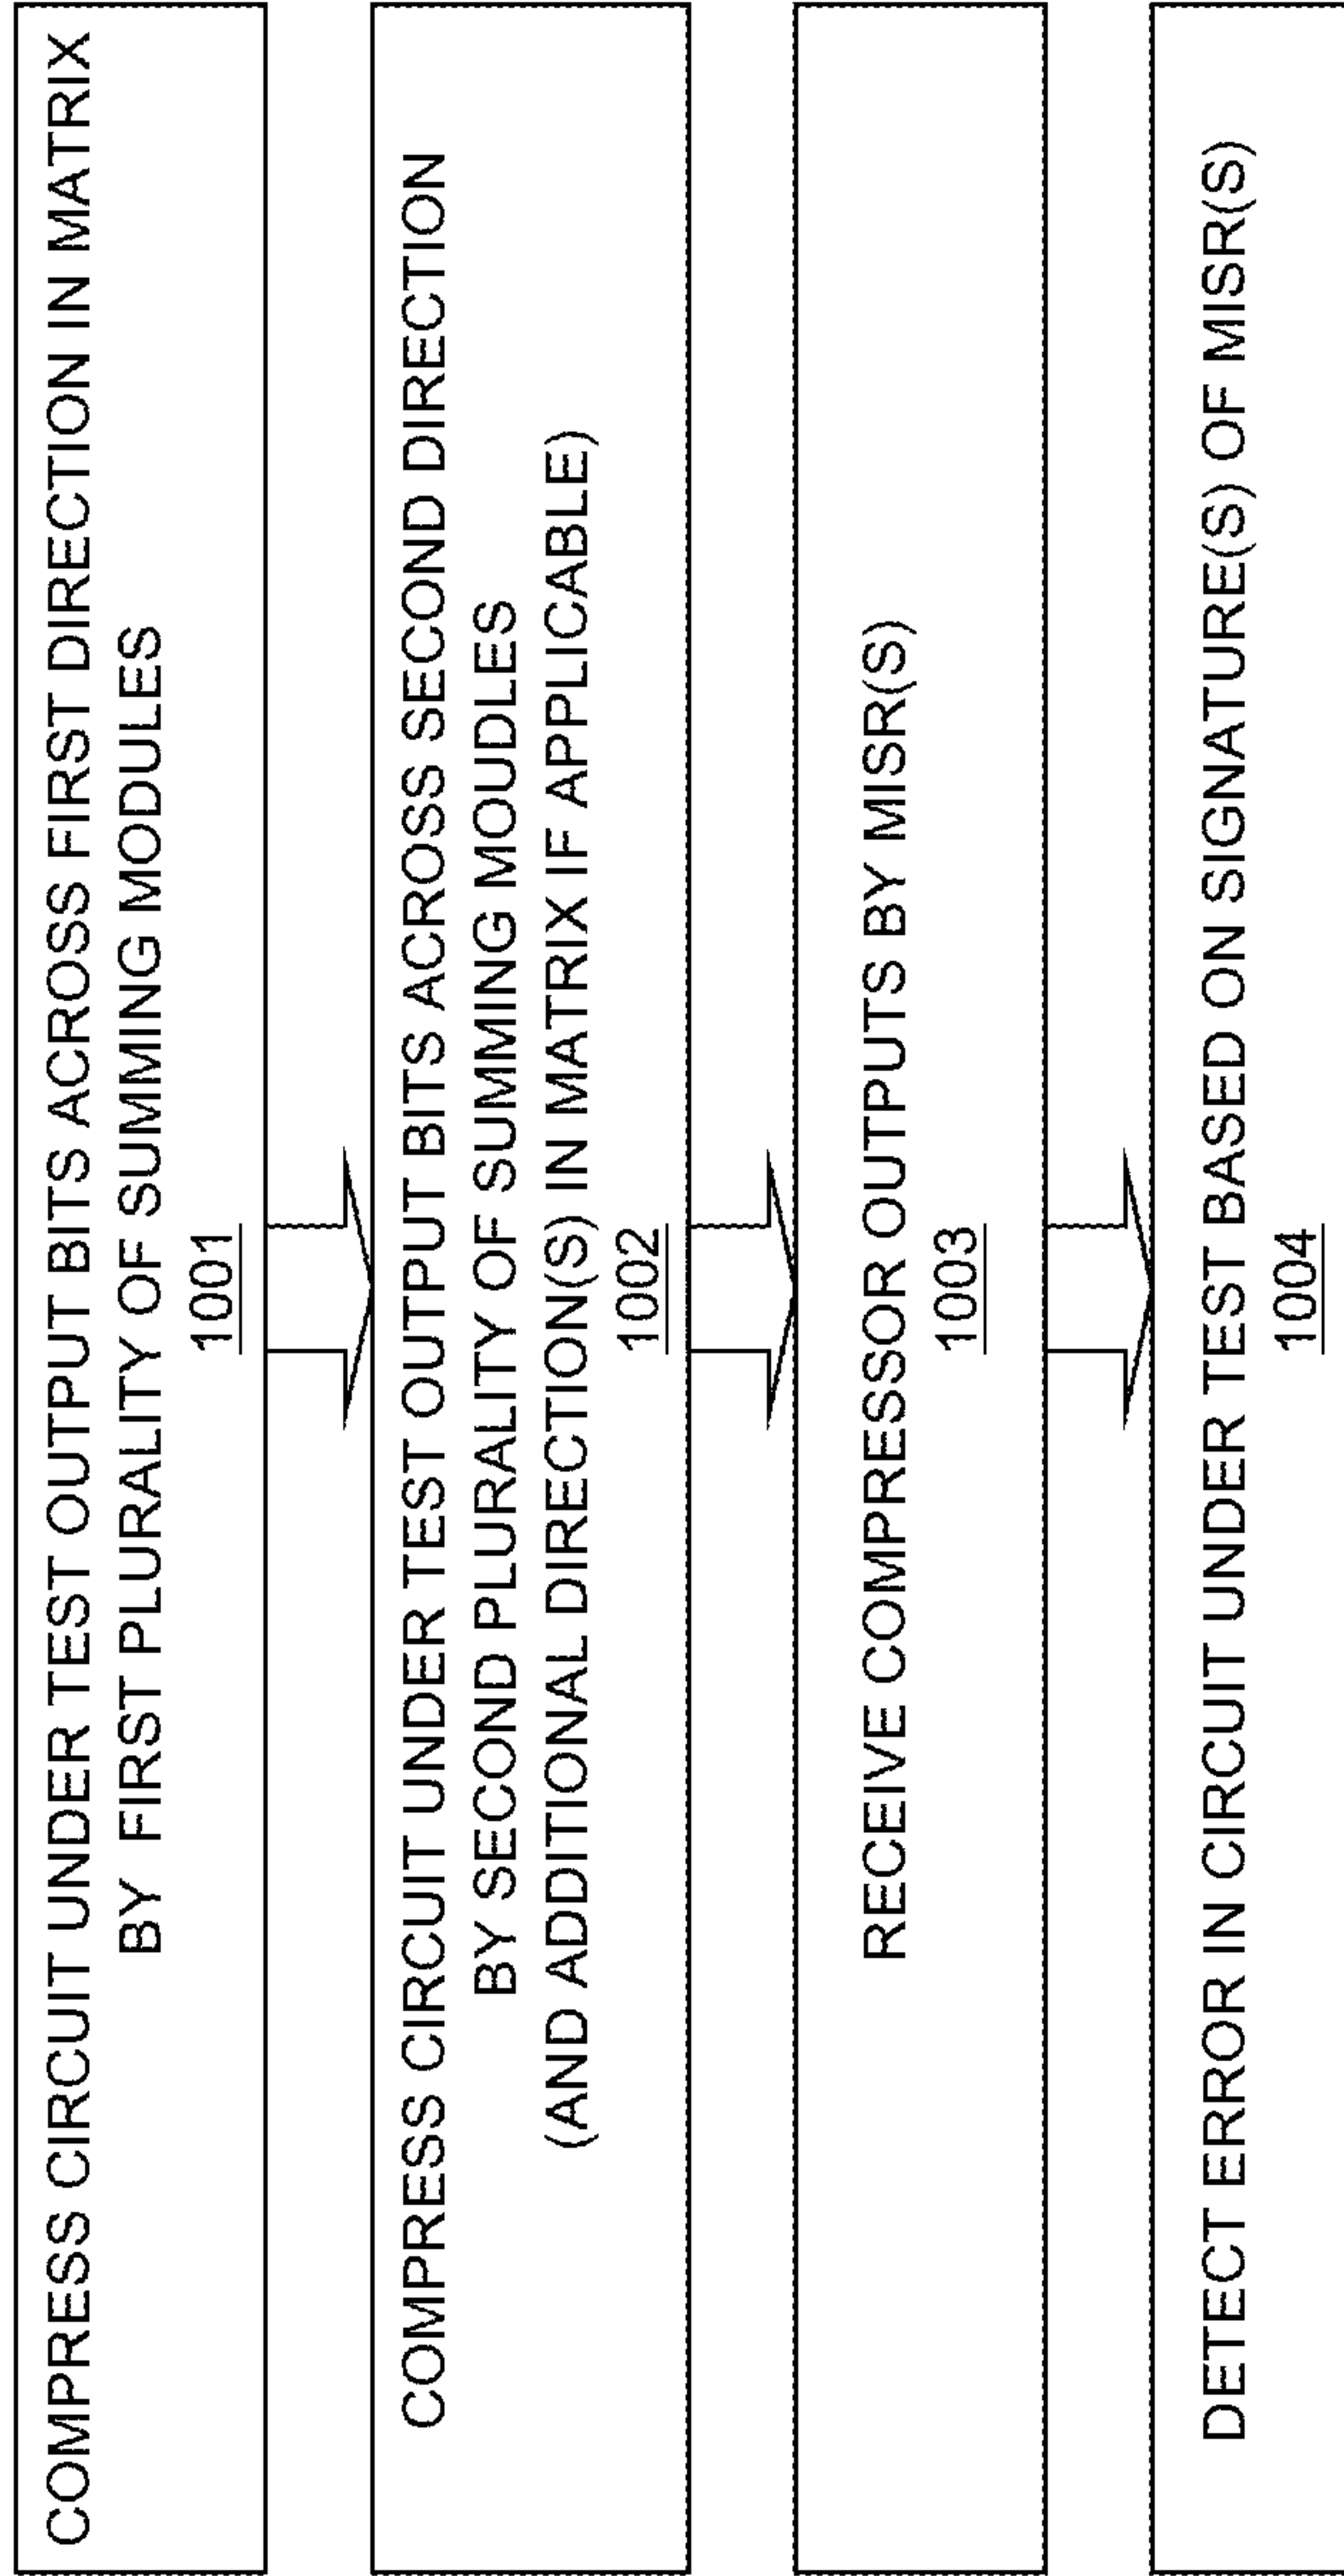 COMPRESS CIRCUIT UNDER TEST OUTPUT BITS ACROSS FIRST DIRECTION IN MATRIX
BY FIRST PLURALITY OF SUMMING MODULES
1001
COMPRESS CIRCUIT UNDER TEST OUTPUT BITS ACROSS SECOND DIRECTION
BY SECOND PLURALITY OF SUMMING MOUDLES
(AND ADDITIONAL DIRECTION(S) IN MATRIX IF APPLICABLE)
1002
RECEIVE COMPRESSOR OUTPUTS BY MISR(S)
1003
DETECT ERROR IN CIRCUIT UNDER TEST BASED ON SIGNATURE(S) OF MISR(S)
1004